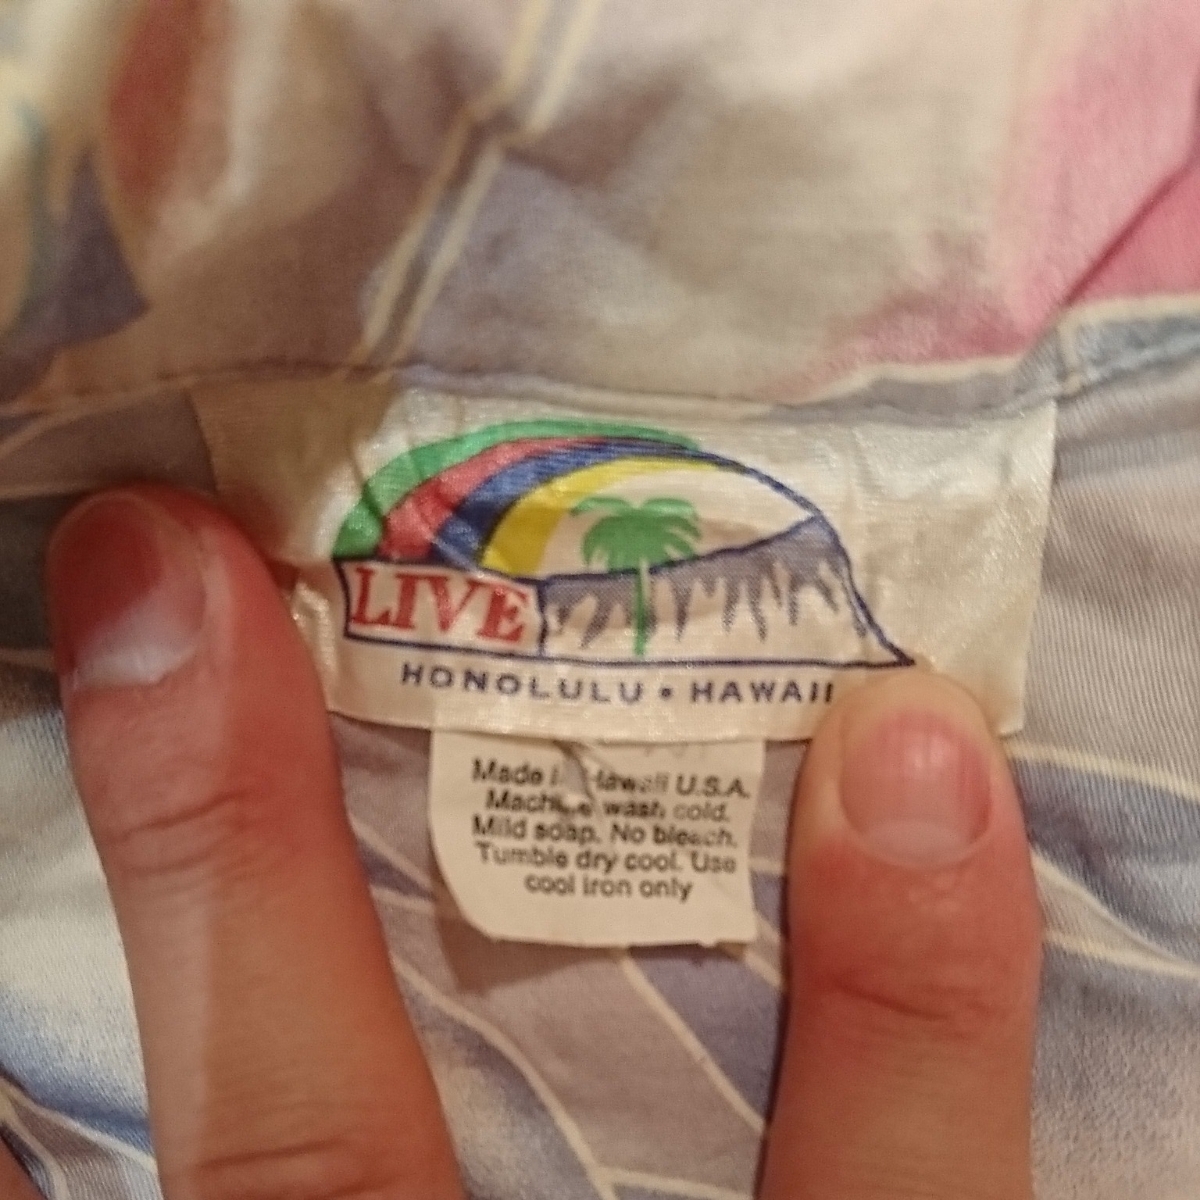 LIVE
HONOLULU • HAWAII
Made Hawaii U.S.A.
Machine wash cold.
Mild soap. No bleach.
Tumble dry cool. Use
cool iron only